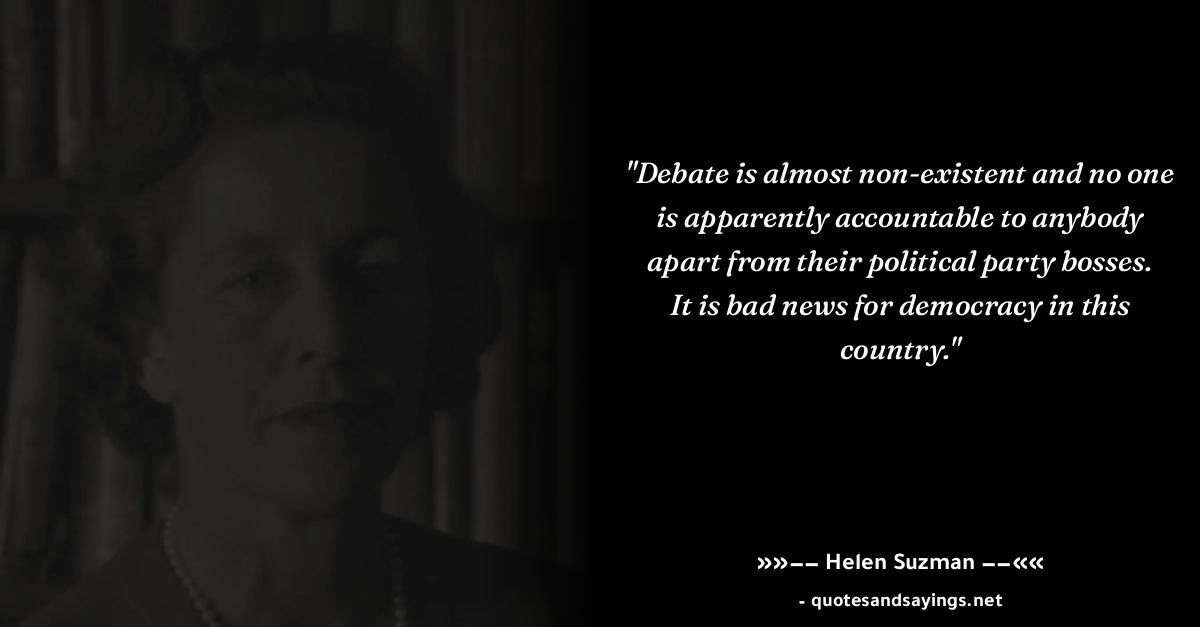 "Debate is almost non-existent and no one
is apparently accountable to anybody
apart from their political party bosses.
It is bad news for democracy in this
country."
»»–– Helen Suzman ––««
- quotesandsayings.net